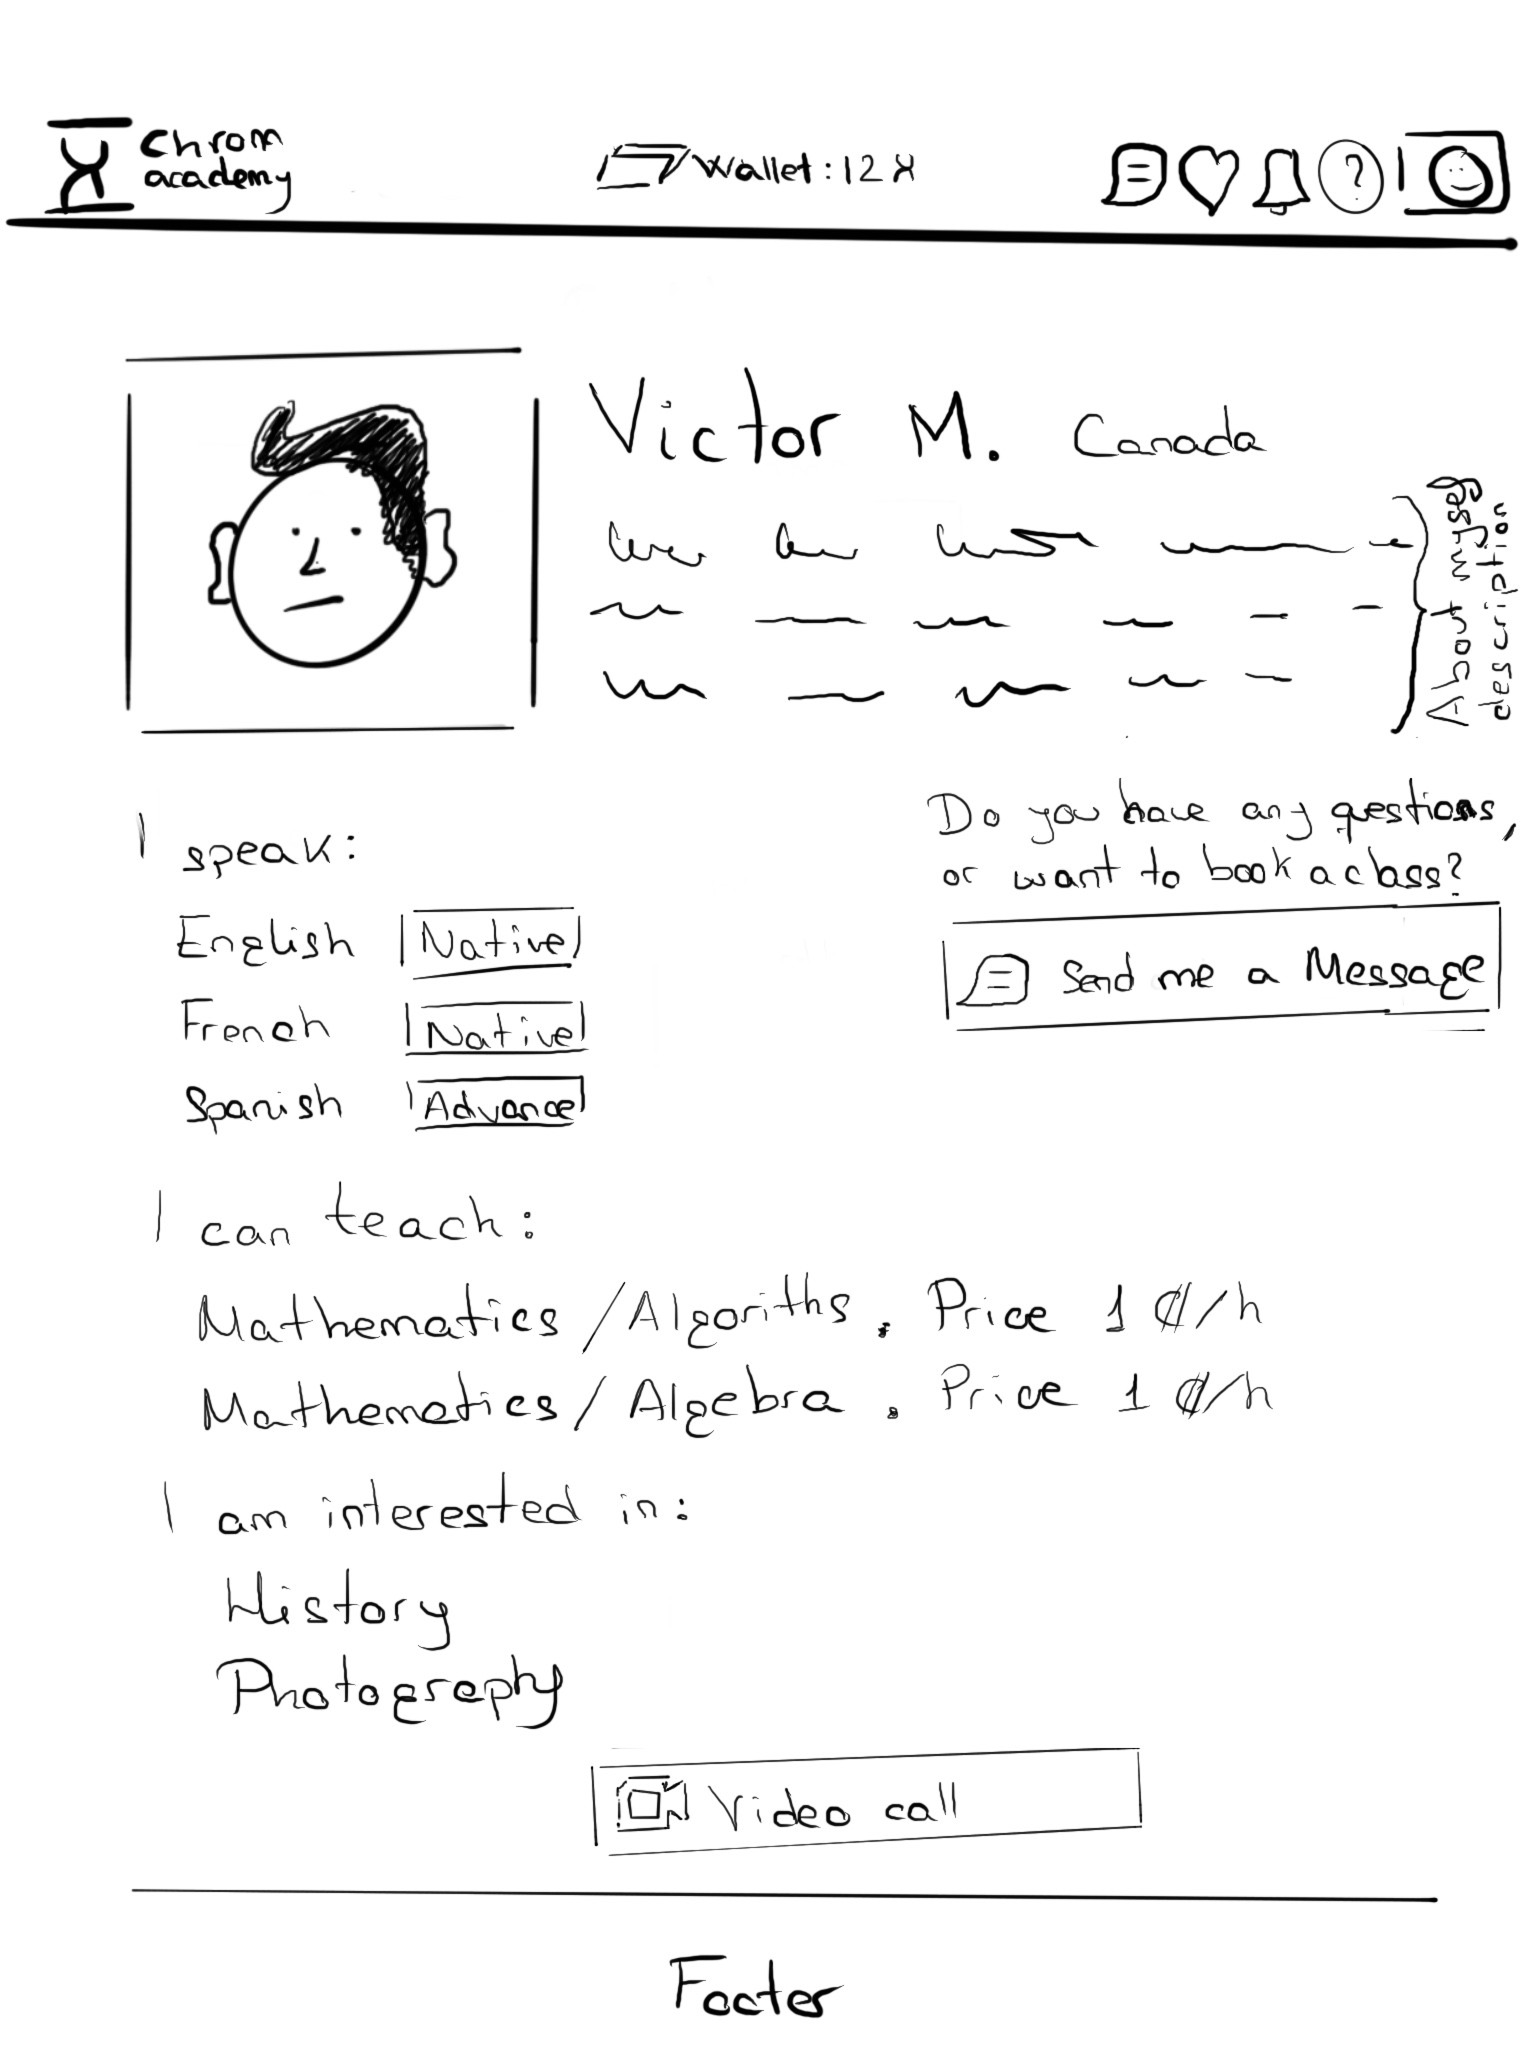 Chrom
academy
Wallet: 12 X
?
Victor M. Canada
About myself
description
Do you have any questions,
or want to book a class?
Send me a Message
I speak:
English Native
French Native
Spanish Advance
I can teach:
Mathematics / Algoriths. Price 1 ₡/h
Mathematics / Algebra. Price 1 ₡/h
I am interested in:
History
Photography
Video call
Footer